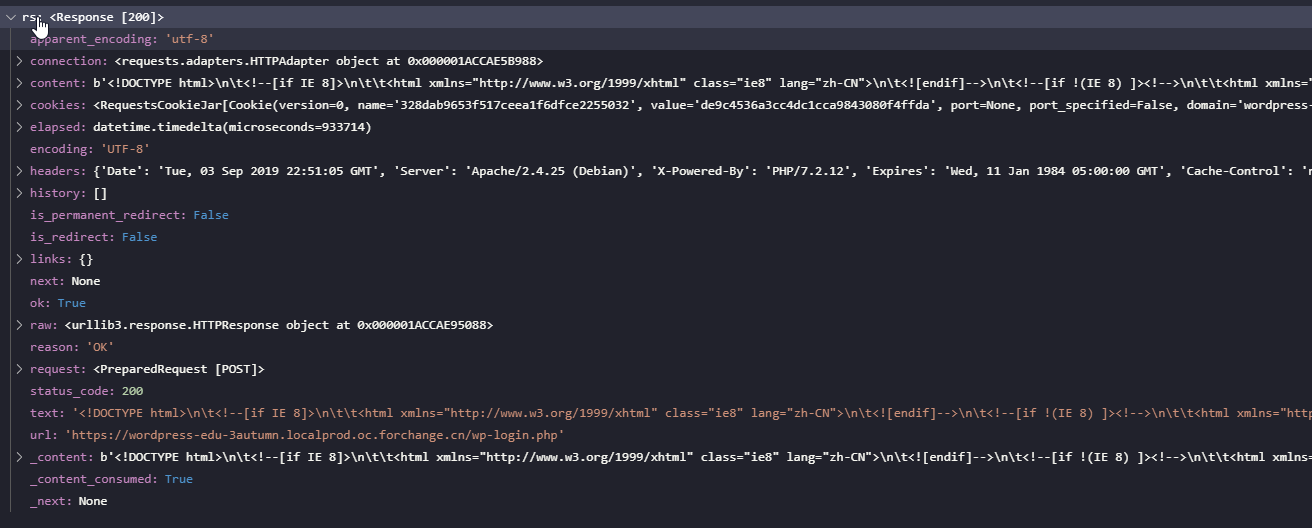 rs: <Response [200]>
apparent_encoding: 'utf-8'
connection: <requests.adapters.HTTPAdapter object at 0x000001ACCAE5B988>
content: b'<!DOCTYPE html>\n\t<!--[if IE 8]>\n\t\t<html xmlns="http://www.w3.org/1999/xhtml" class="ie8" lang="zh-CN">\n\t<![endif]-->\n\t<!--[if !(IE 8) ]><!-->\n\t\t<html xmlns="
cookies: <RequestsCookieJar[Cookie(version=0, name='328dab9653f517ceea1f6dfce2255032', value='de9c4536a3cc4dc1cca9843080f4ffda', port=None, port_specified=False, domain='wordpress-
elapsed: datetime.timedelta(microseconds=933714)
encoding: 'UTF-8'
headers: {'Date': 'Tue, 03 Sep 2019 22:51:05 GMT', 'Server': 'Apache/2.4.25 (Debian)', 'X-Powered-By': 'PHP/7.2.12', 'Expires': 'Wed, 11 Jan 1984 05:00:00 GMT', 'Cache-Control': 'n
history: []
is_permanent_redirect: False
is_redirect: False
links: {}
next: None
ok: True
raw: <urllib3.response.HTTPResponse object at 0x000001ACCAE95088>
reason: 'OK'
request: <PreparedRequest [POST]>
status_code: 200
text: '<!DOCTYPE html>\n\t<!--[if IE 8]>\n\t\t<html xmlns="http://www.w3.org/1999/xhtml" class="ie8" lang="zh-CN">\n\t<![endif]-->\n\t<!--[if !(IE 8) ]><!-->\n\t\t<html xmlns="http
url: 'https://wordpress-edu-3autumn.localprod.oc.forchange.cn/wp-login.php'
_content: b'<!DOCTYPE html>\n\t<!--[if IE 8]>\n\t\t<html xmlns="http://www.w3.org/1999/xhtml" class="ie8" lang="zh-CN">\n\t<![endif]-->\n\t<!--[if !(IE 8) ]><!-->\n\t\t<html xmlns=
_content_consumed: True
_next: None